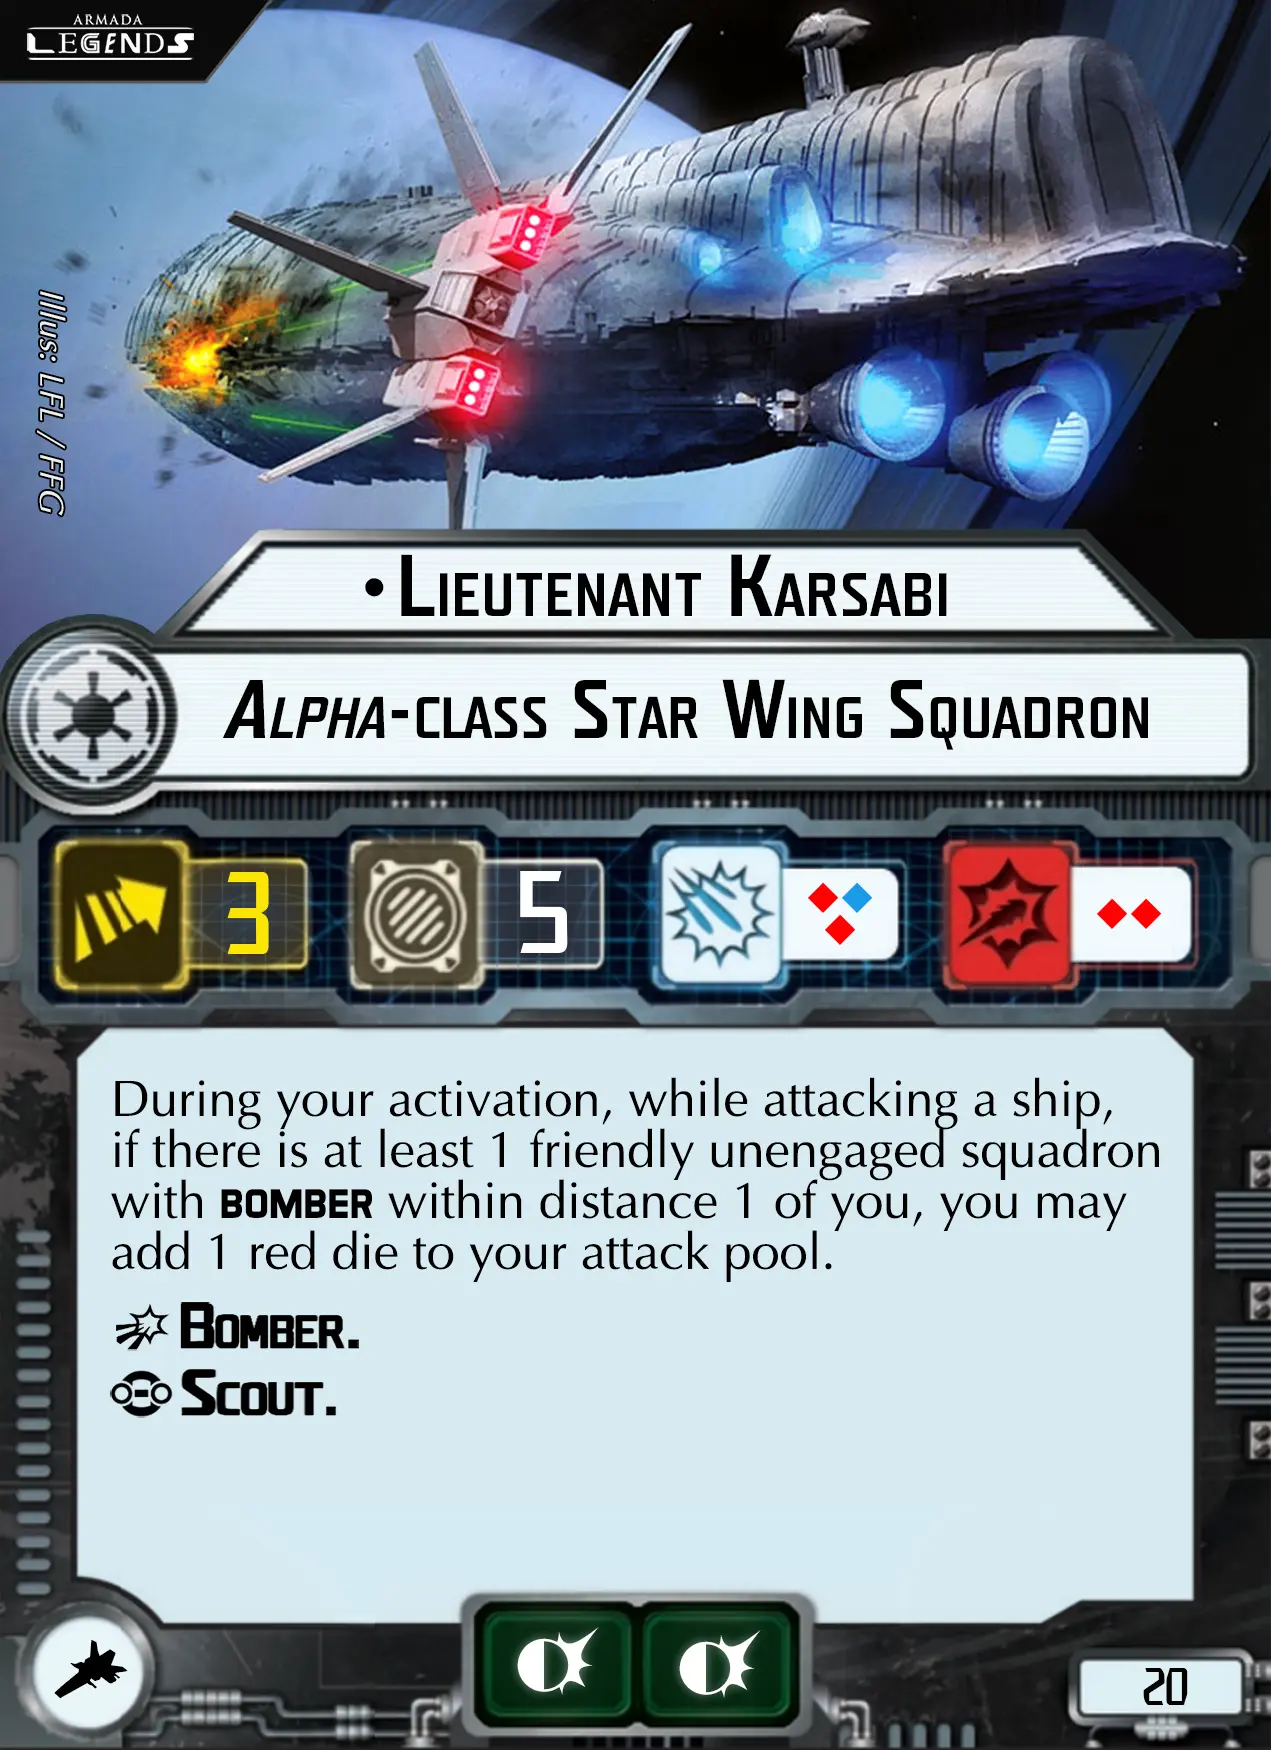 ARMADA
LEGENDS
Illus: LFL / FFG
• Lieutenant Karsabi
Alpha-class Star Wing Squadron
3
5
During your activation, while attacking a ship,
if there is at least 1 friendly unengaged squadron
with BOMBER within distance 1 of you, you may
add 1 red die to your attack pool.
Bomber.
Scout.
20